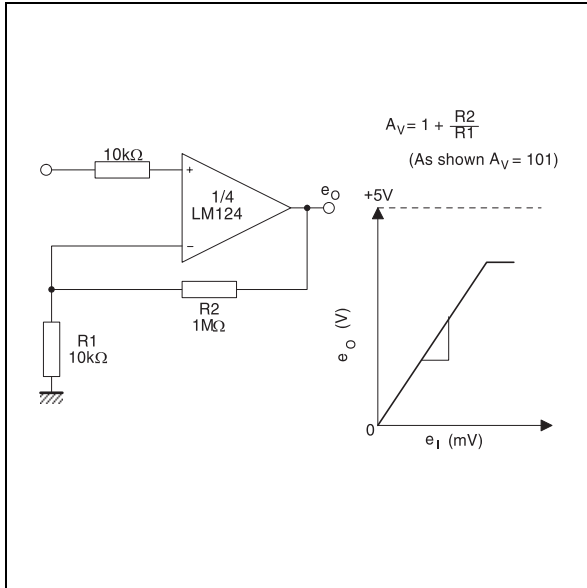 A_V = 1 + R2/R1
(As shown A_V = 101)
10kΩ
+
1/4
LM124
−
e_O
R2
1MΩ
R1
10kΩ
+5V
e_O (V)
0
e_I (mV)